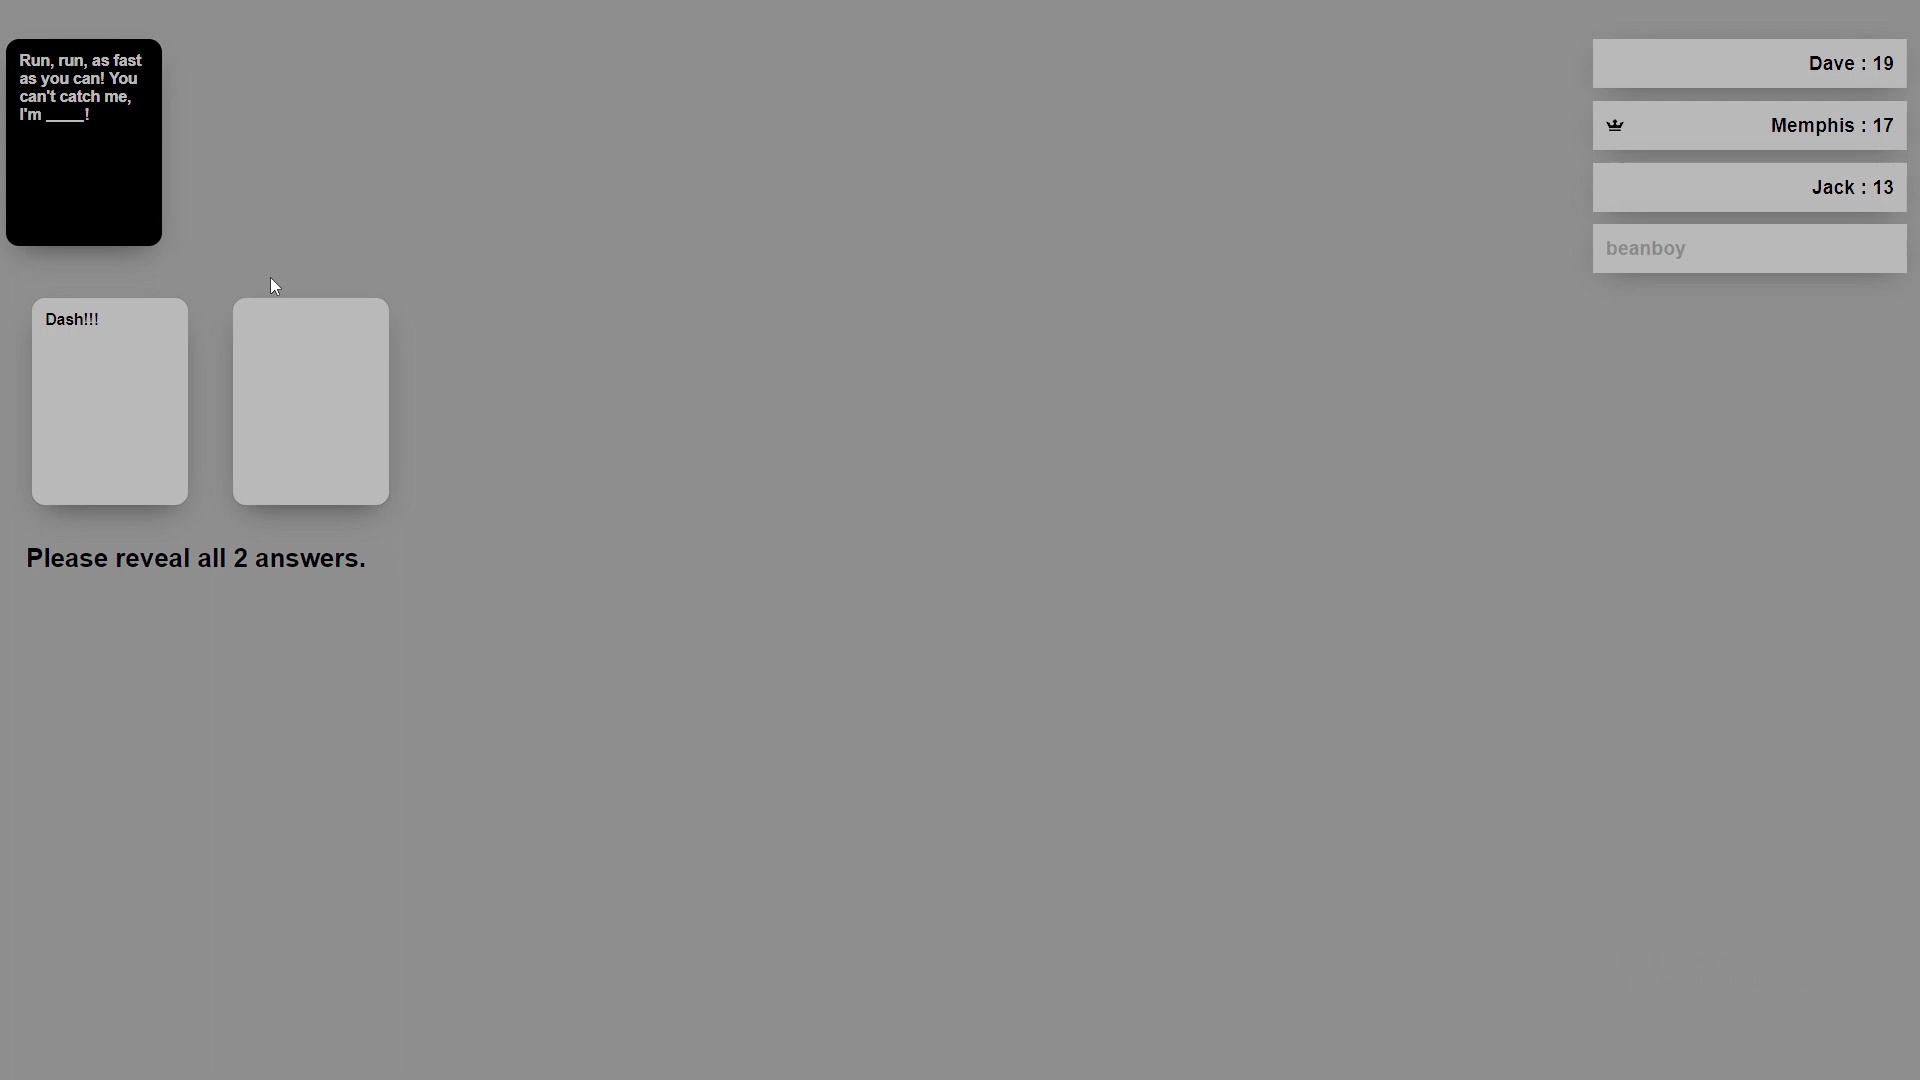 Run, run, as fast
as you can! You
can't catch me,
I'm _____!
Dave : 19
Memphis : 17
Jack : 13
beanboy
Dash!!!
Please reveal all 2 answers.